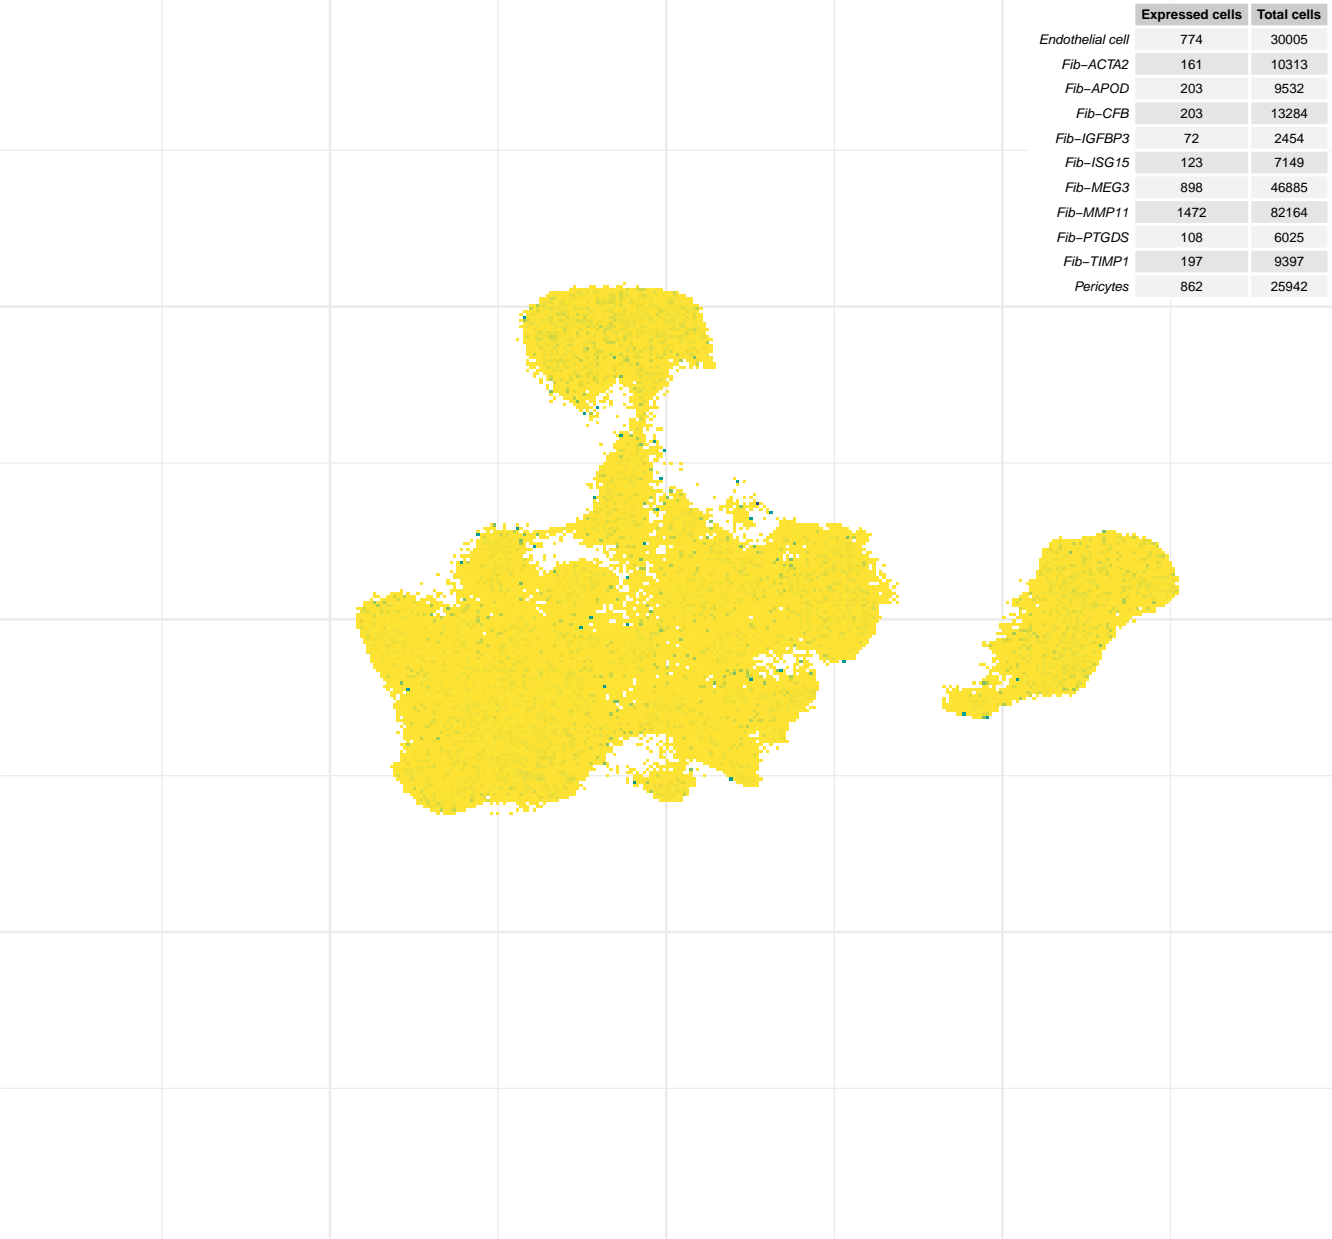 Expressed cells Total cells
Endothelial cell 774 30005
Fib−ACTA2 161 10313
Fib−APOD 203 9532
Fib−CFB 203 13284
Fib−IGFBP3 72 2454
Fib−ISG15 123 7149
Fib−MEG3 898 46885
Fib−MMP11 1472 82164
Fib−PTGDS 108 6025
Fib−TIMP1 197 9397
Pericytes 862 25942